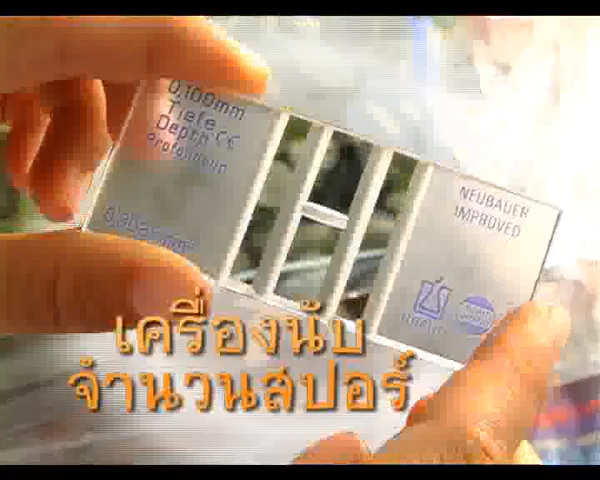 0.100mm
Tiefe
Depth
Profondeur
NEUBAUER
IMPROVED
เครื่องนับ
จำนวนสปอร์